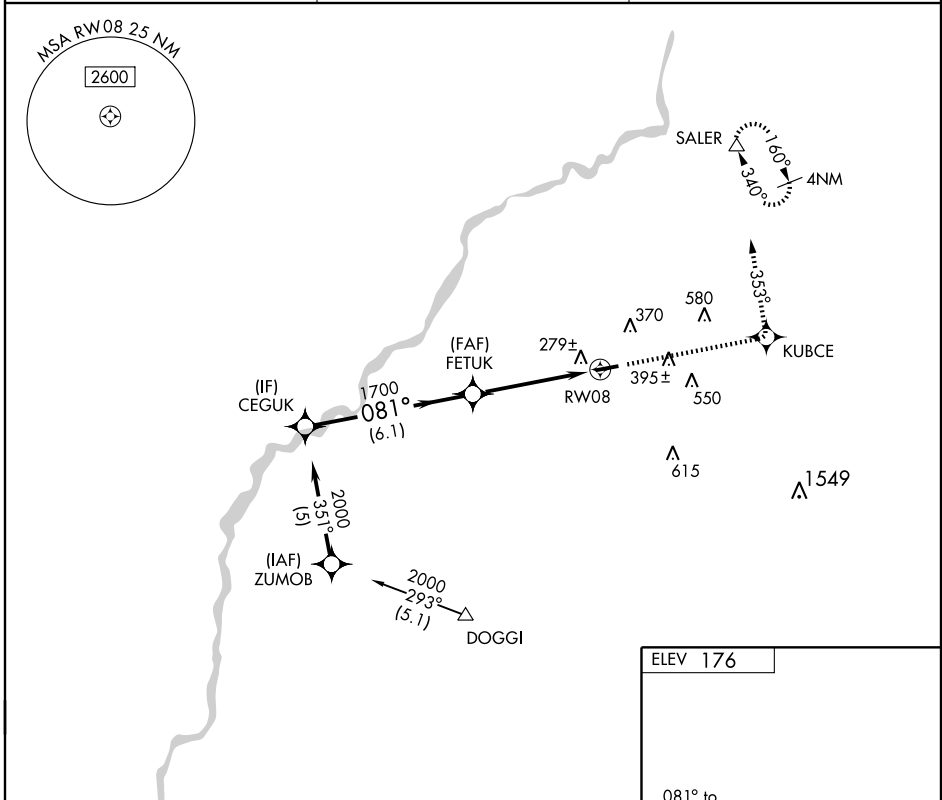 MSA RW08 25 NM
2600
SALER
160°
340°
4NM
353°
580
370
(FAF)
FETUK
279±
KUBCE
395±
RW08
550
(IF)
CEGUK
1700
081°
(6.1)
615
1549
2000
351°
(5)
(IAF)
ZUMOB
2000
293°
(5.1)
DOGGI
ELEV 176
081° to